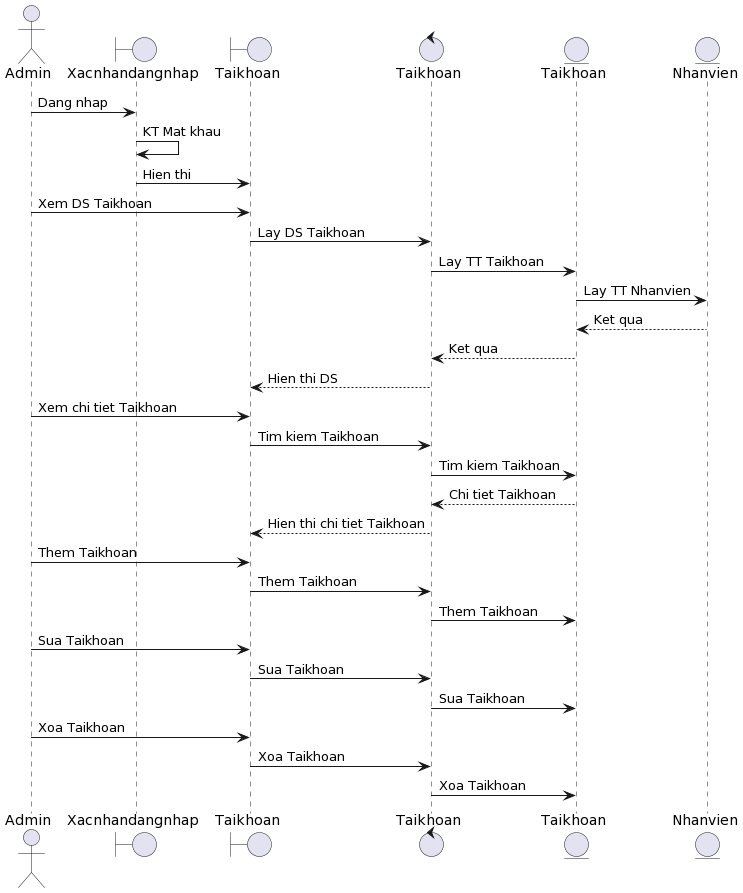 Admin Xacnhandangnhap Taikhoan Taikhoan Taikhoan Nhanvien
Dang nhap
KT Mat khau
Hien thi
Xem DS Taikhoan
Lay DS Taikhoan
Lay TT Taikhoan
Lay TT Nhanvien
Ket qua
Ket qua
Hien thi DS
Xem chi tiet Taikhoan
Tim kiem Taikhoan
Tim kiem Taikhoan
Chi tiet Taikhoan
Hien thi chi tiet Taikhoan
Them Taikhoan
Them Taikhoan
Them Taikhoan
Sua Taikhoan
Sua Taikhoan
Sua Taikhoan
Xoa Taikhoan
Xoa Taikhoan
Xoa Taikhoan
Admin Xacnhandangnhap Taikhoan Taikhoan Taikhoan Nhanvien